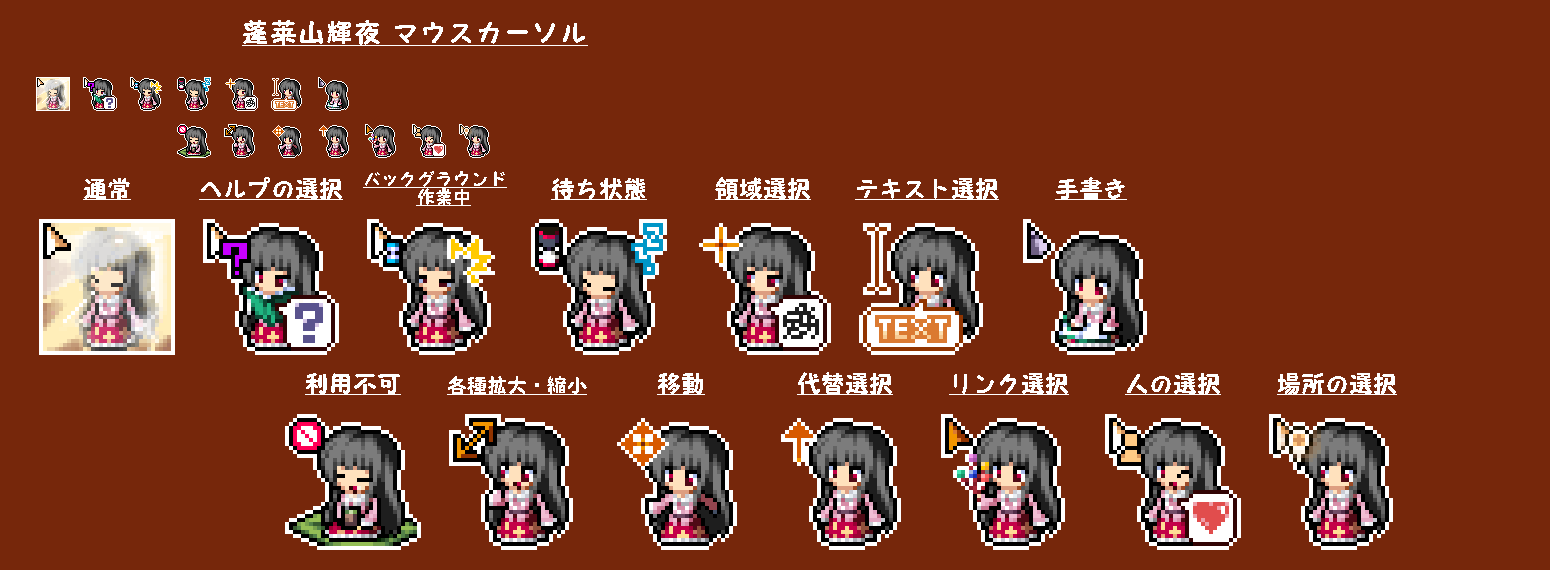 蓬莱山輝夜 マウスカーソル
通常
ヘルプの選択
バックグラウンド
作業中
待ち状態
領域選択
テキスト選択
手書き
?
?
TEXT
利用不可
各種拡大・縮小
移動
代替選択
リンク選択
人の選択
場所の選択